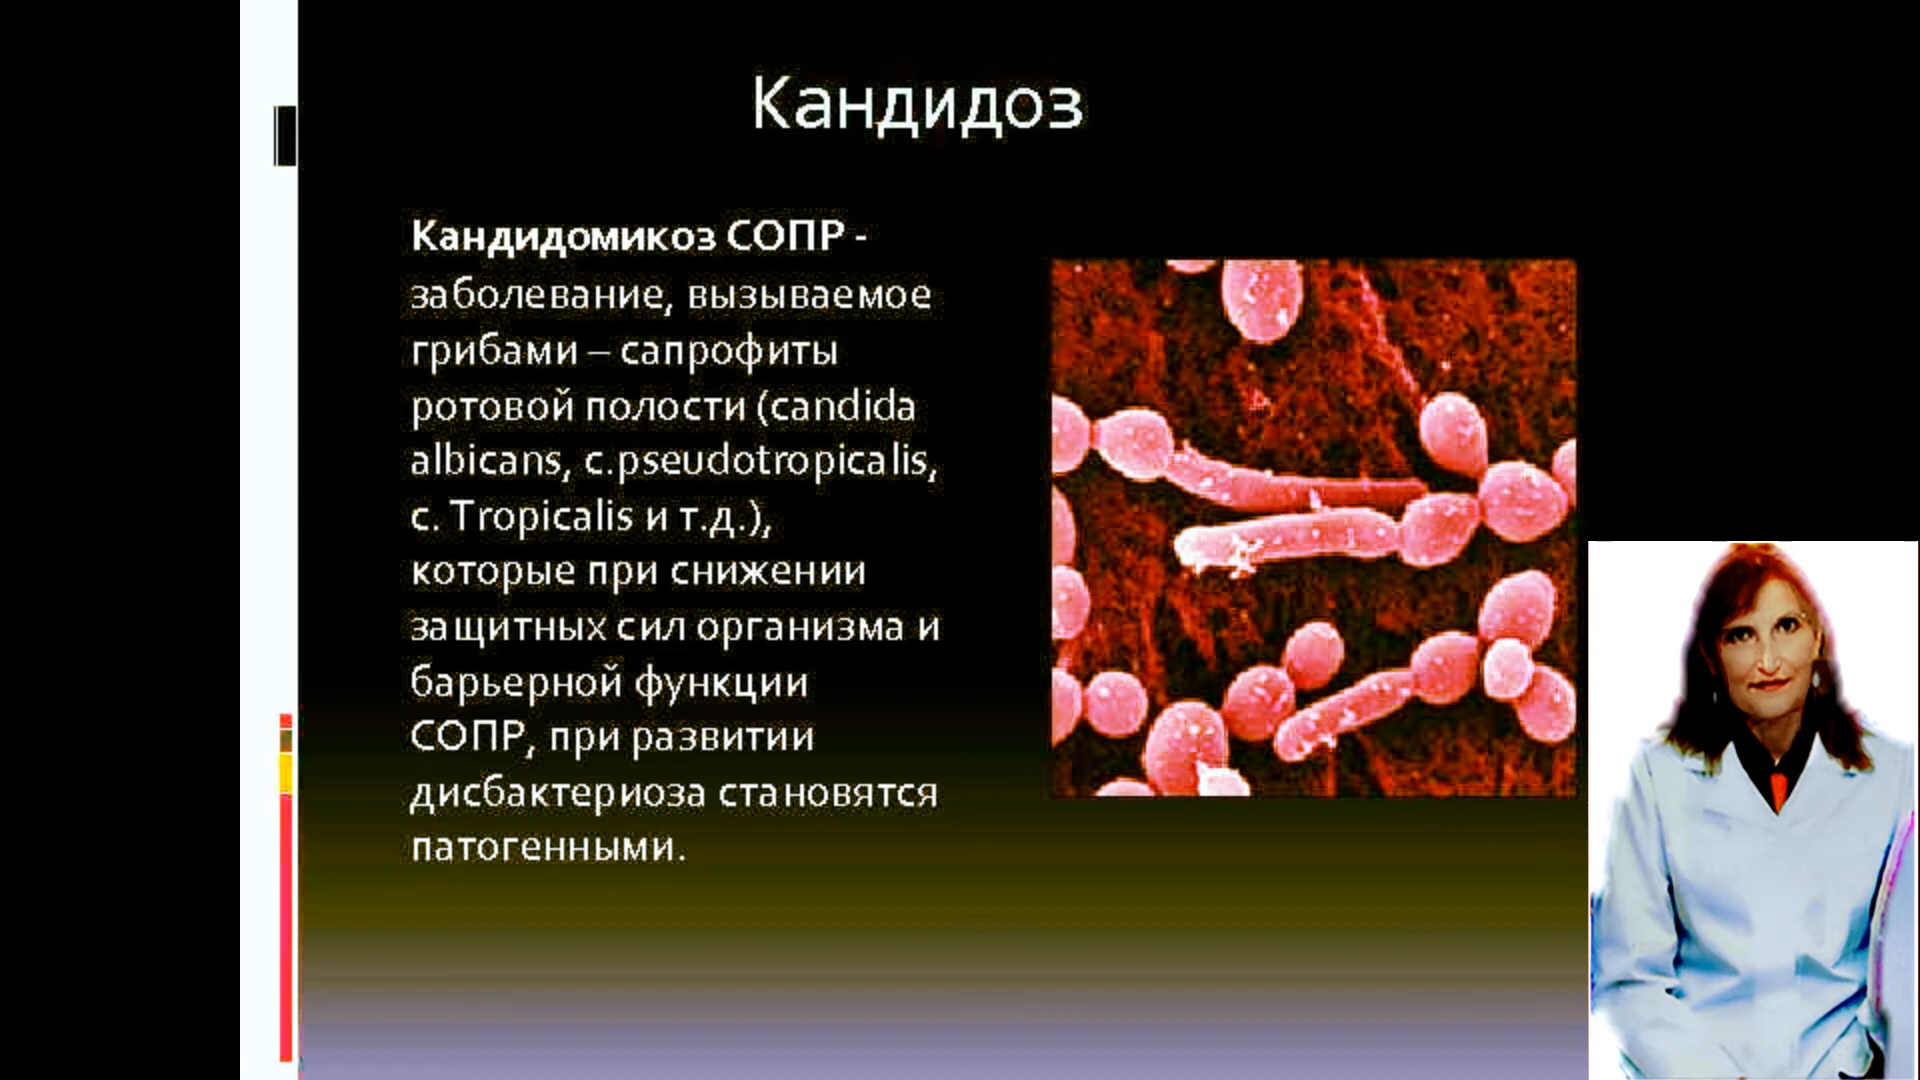 Кандидоз
Кандидомикоз СОПР -
заболевание, вызываемое
грибами – сапрофиты
ротовой полости (candida
albicans, c.pseudotropicalis,
c. Tropicalis и т.д.),
которые при снижении
защитных сил организма и
барьерной функции
СОПР, при развитии
дисбактериоза становятся
патогенными.